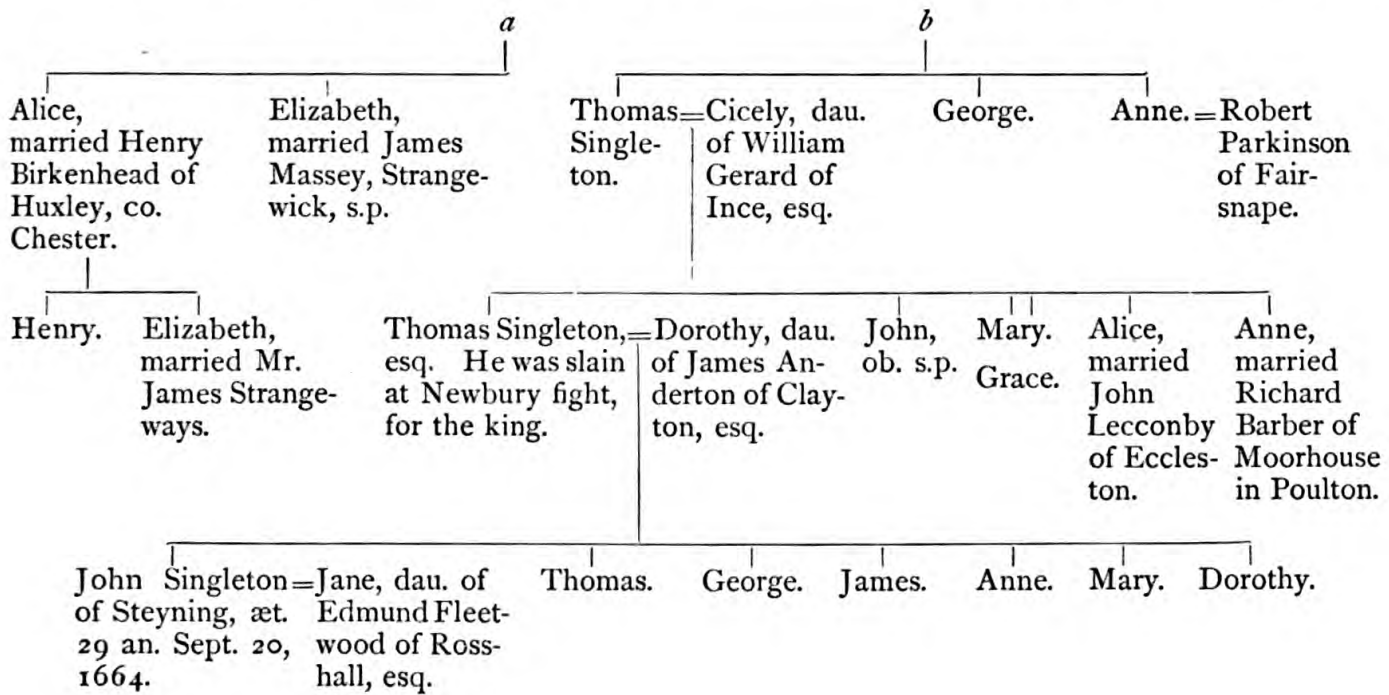 a
b
Alice,
married Henry
Birkenhead of
Huxley, co.
Chester.
Elizabeth,
married James
Massey, Strange-
wick, s.p.
Thomas=Cicely, dau.
Single-
ton.
of William
Gerard of
Ince, esq.
George.
Anne.=Robert
Parkinson
of Fair-
snape.
Henry.
Elizabeth,
married Mr.
James Strange-
ways.
Thomas Singleton,=Dorothy, dau.
esq. He was slain
at Newbury fight,
for the king.
of James An-
derton of Clay-
ton, esq.
John,
ob. s.p.
Mary.
Grace.
Alice,
married
John
Lecconby
of Eccles-
ton.
Anne,
married
Richard
Barber of
Moorhouse
in Poulton.
John Singleton=Jane, dau. of
of Steyning, æt.
29 an. Sept. 20,
1664.
Edmund Fleet-
wood of Ross-
hall, esq.
Thomas.
George.
James.
Anne.
Mary.
Dorothy.